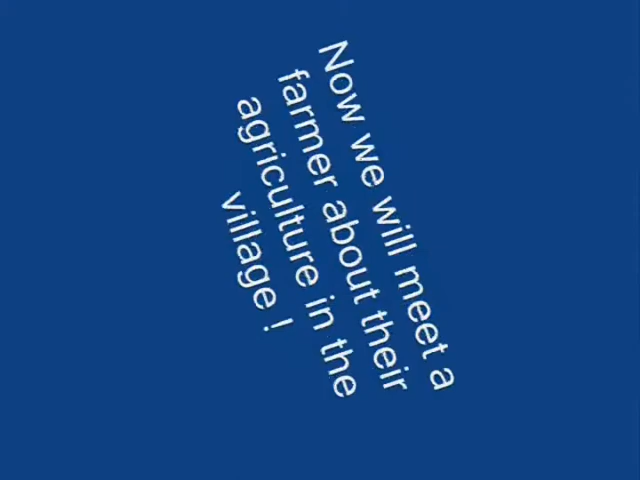 Now we will meet a
farmer about their
agriculture in the
village !